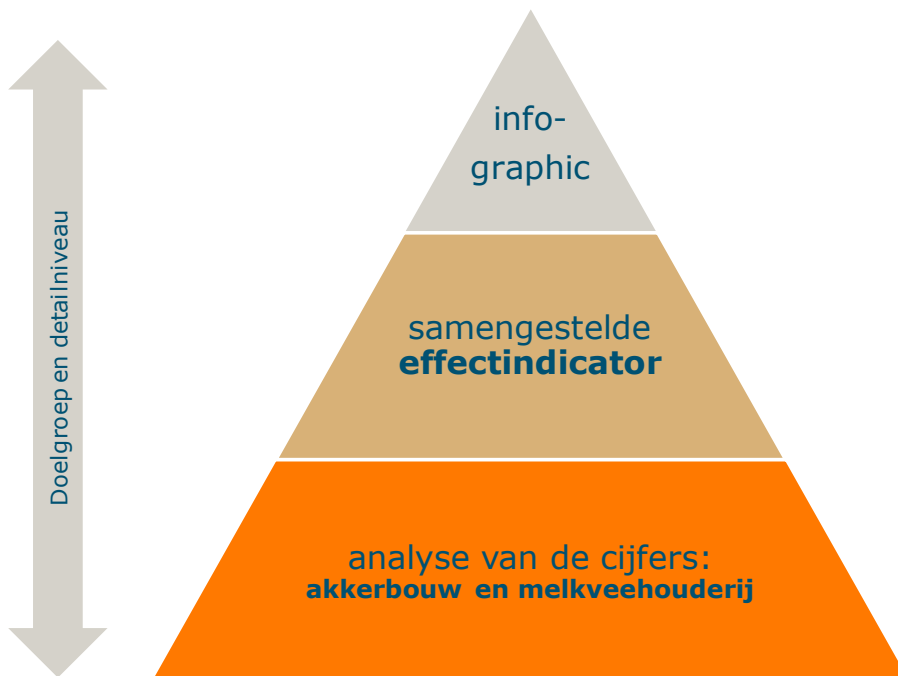 info-
graphic
samengestelde
effectindicator
analyse van de cijfers:
akkerbouw en melkveehouderij
Doelgroep en detailniveau